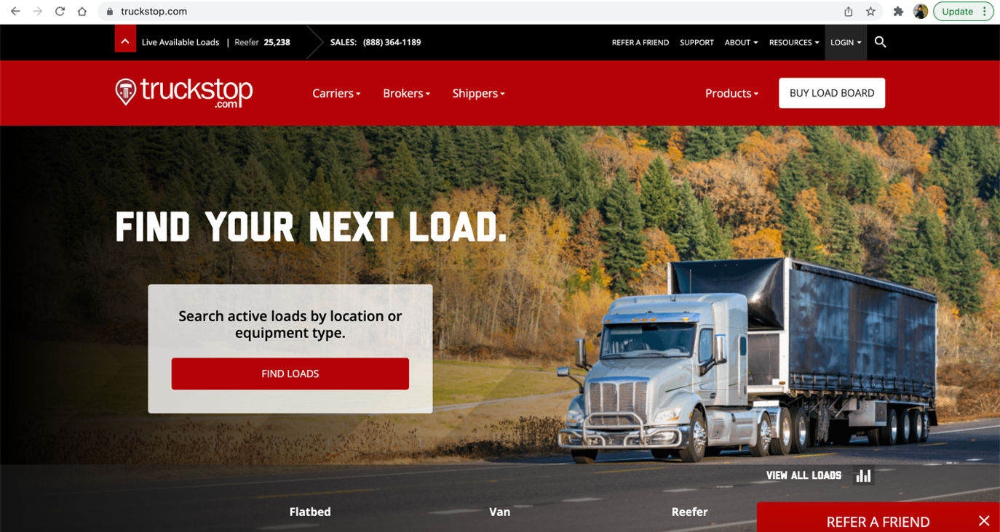 truckstop.com
Update
Live Available Loads | Reefer 25,238
SALES: (888) 364-1189
REFER A FRIEND
SUPPORT
ABOUT
RESOURCES
LOGIN
truckstop
.com
Carriers
Brokers
Shippers
Products
BUY LOAD BOARD
FIND YOUR NEXT LOAD.
Search active loads by location or
equipment type.
FIND LOADS
VIEW ALL LOADS
Flatbed
Van
Reefer
REFER A FRIEND